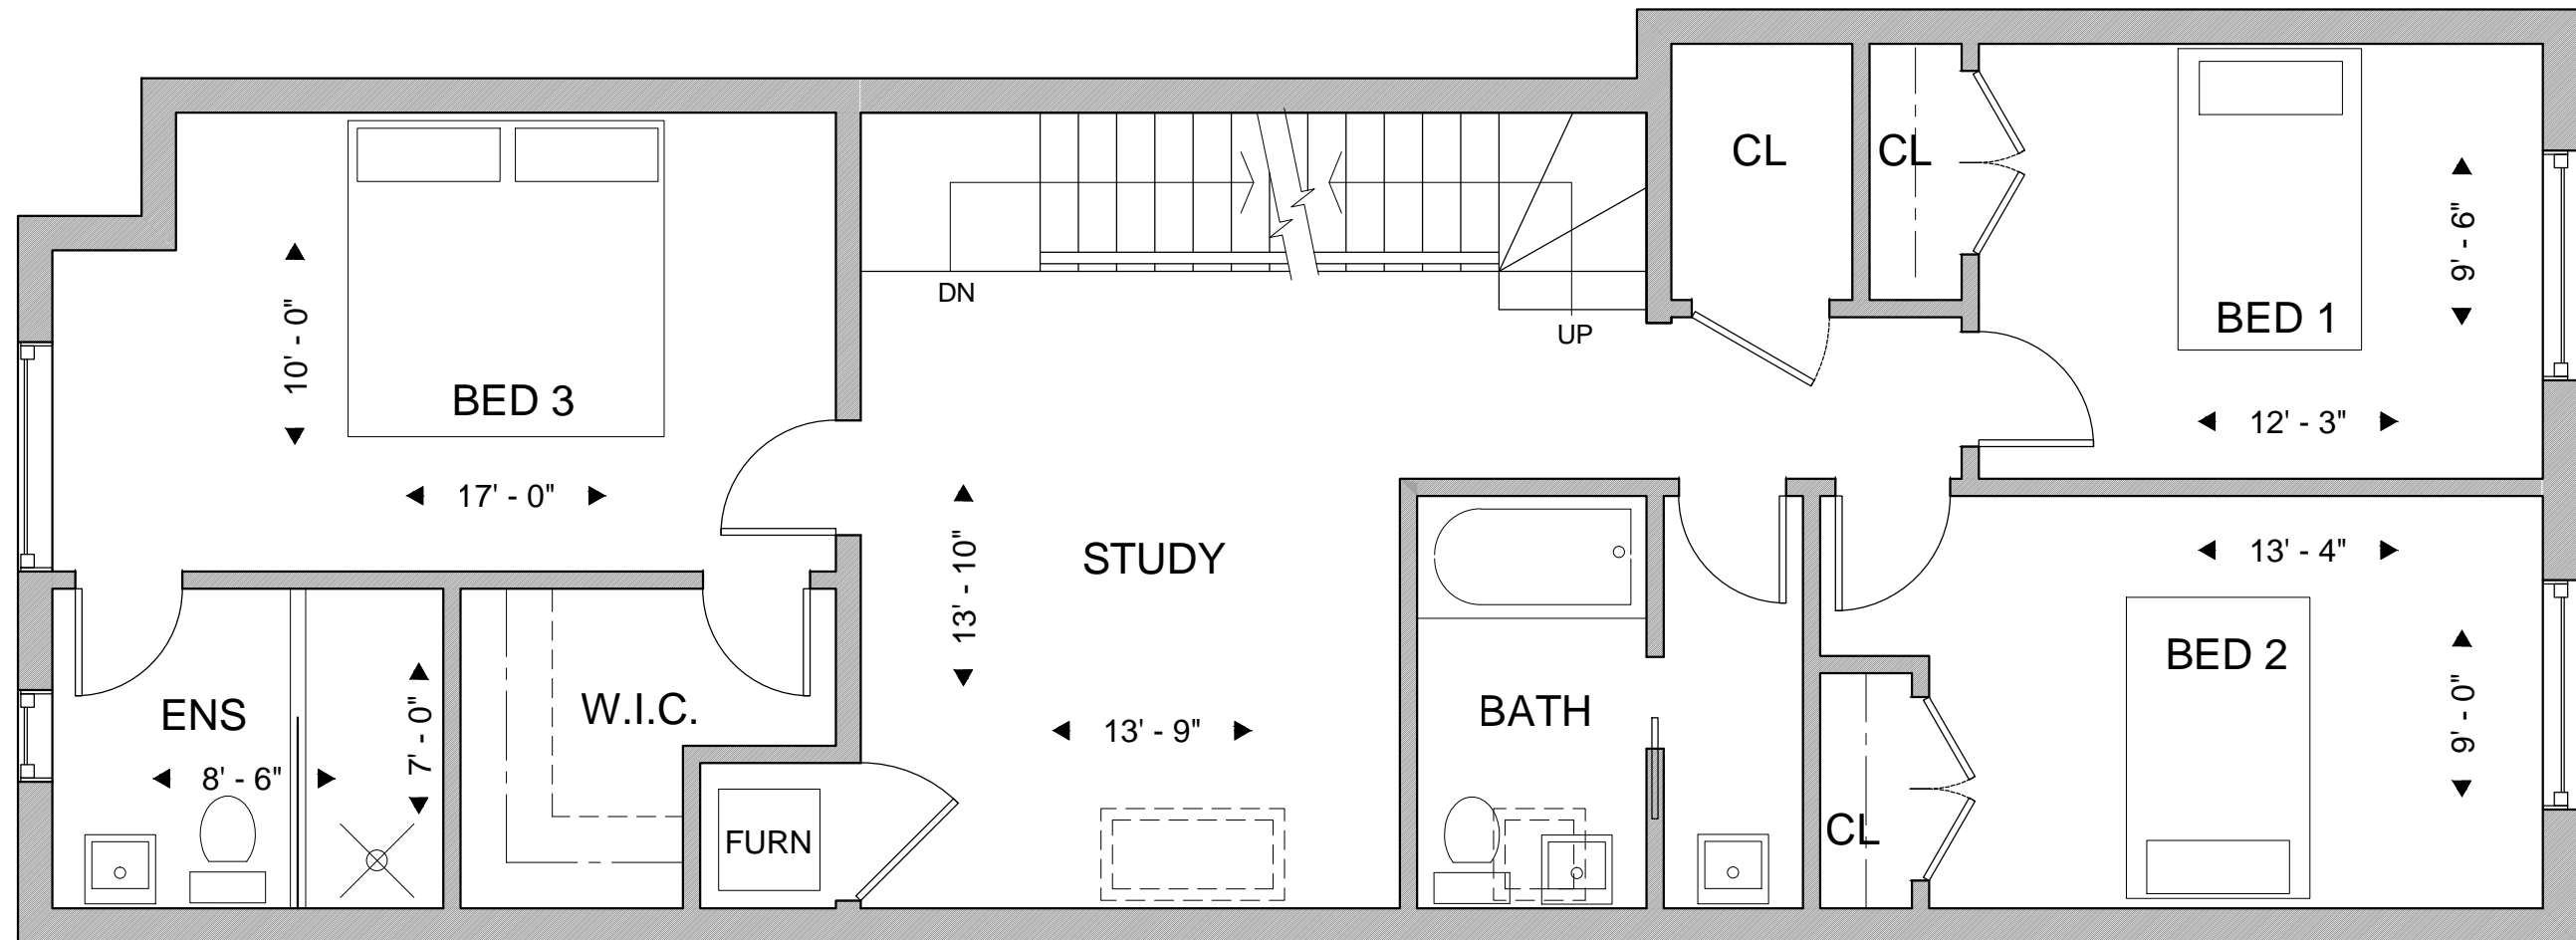 CL
CL
9' - 6"
DN
UP
BED 1
10' - 0"
BED 3
12' - 3"
17' - 0"
13' - 10"
STUDY
13' - 4"
BED 2
9' - 0"
ENS
7' - 0"
W.I.C.
13' - 9"
BATH
8' - 6"
FURN
CL